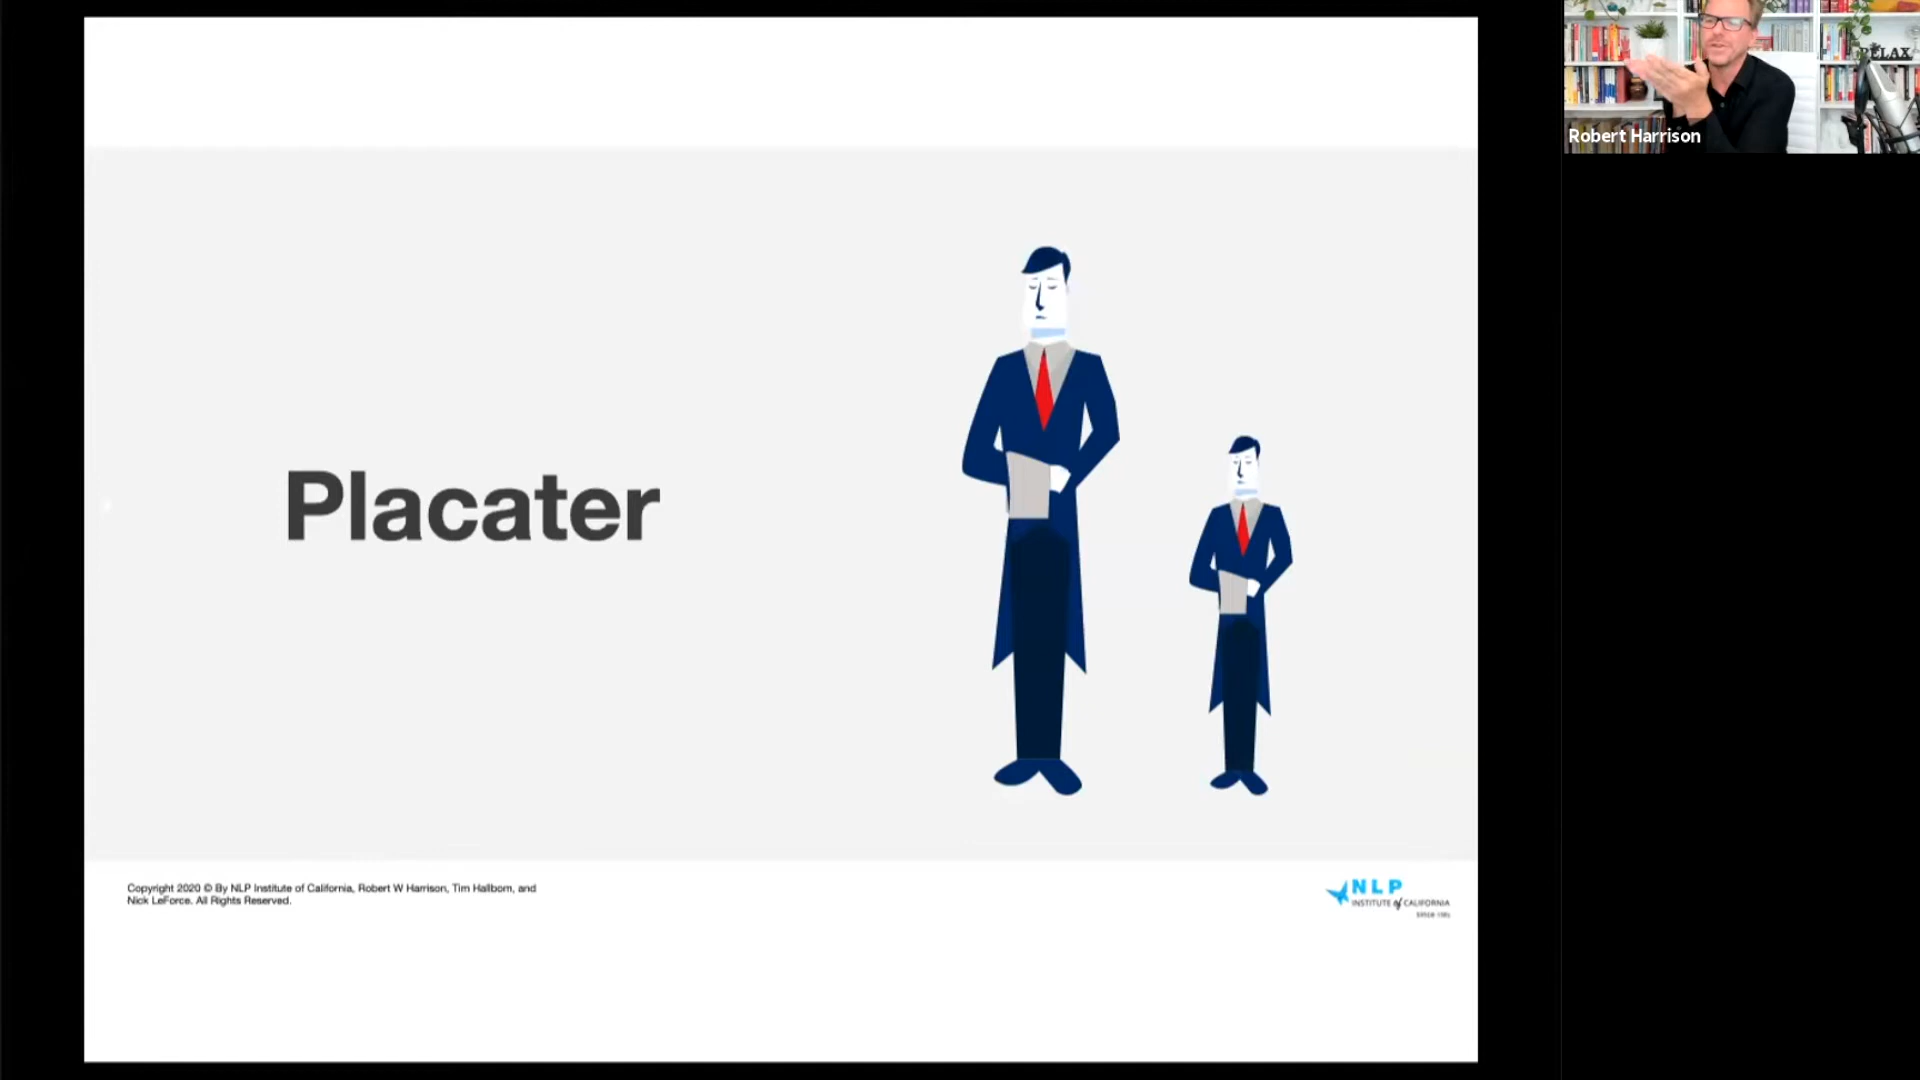 RELAX
Robert Harrison
Placater
Copyright 2020 © By NLP Institute of California, Robert W Harrison, Tim Hallbom, and
Nick LeForce. All Rights Reserved.
NLP
INSTITUTE of CALIFORNIA